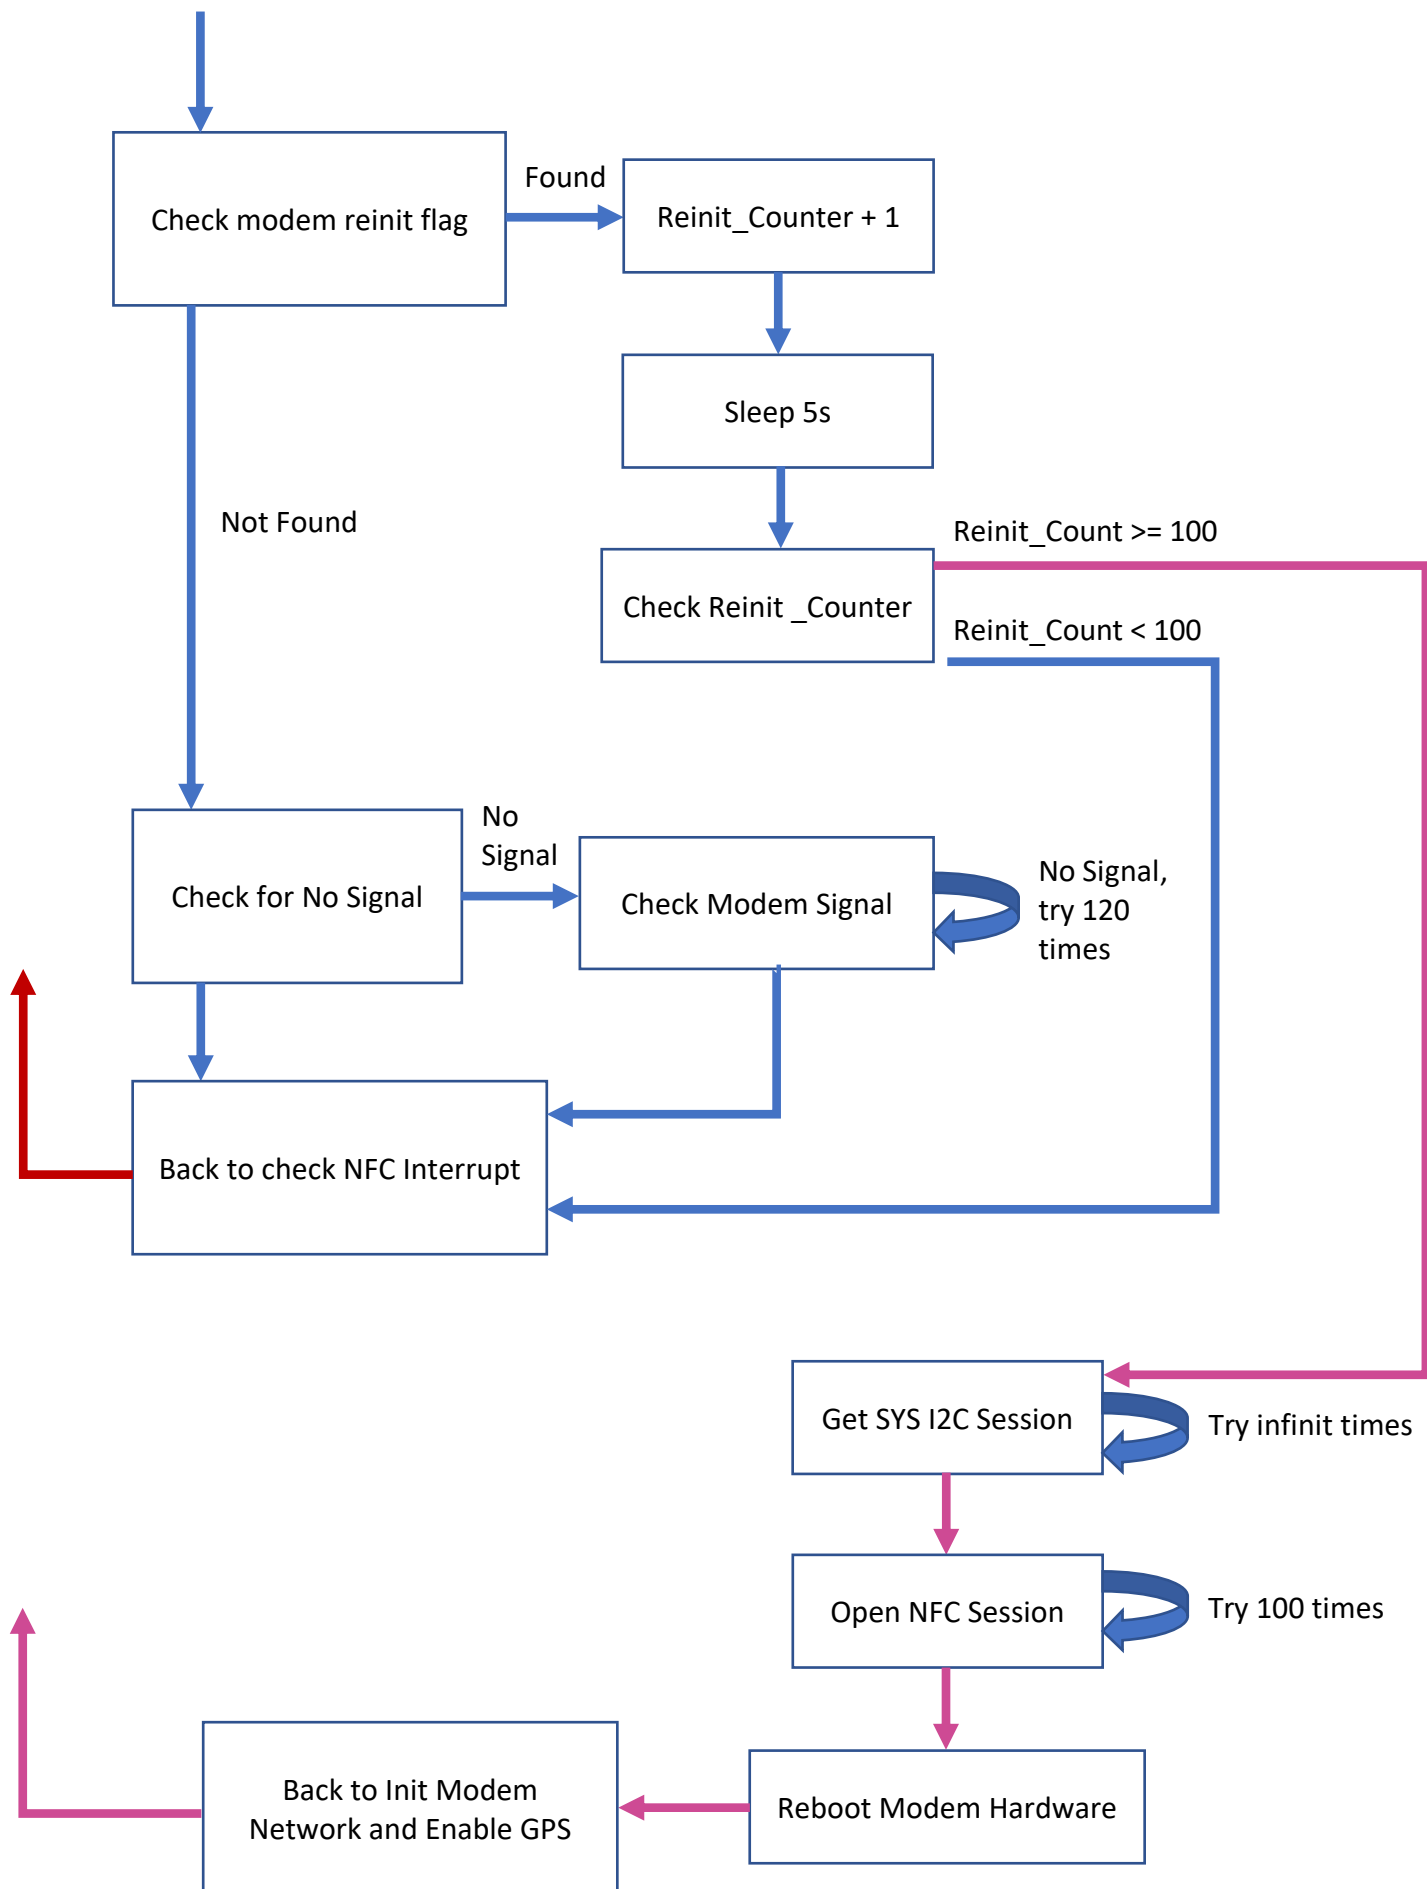 Found
Check modem reinit flag
Reinit_Counter + 1
Sleep 5s
Not Found
Reinit_Count >= 100
Check Reinit _Counter
Reinit_Count < 100
No
Signal
Check for No Signal
Check Modem Signal
No Signal,
try 120
times
Back to check NFC Interrupt
Get SYS I2C Session
Try infinit times
Open NFC Session
Try 100 times
Back to Init Modem
Network and Enable GPS
Reboot Modem Hardware